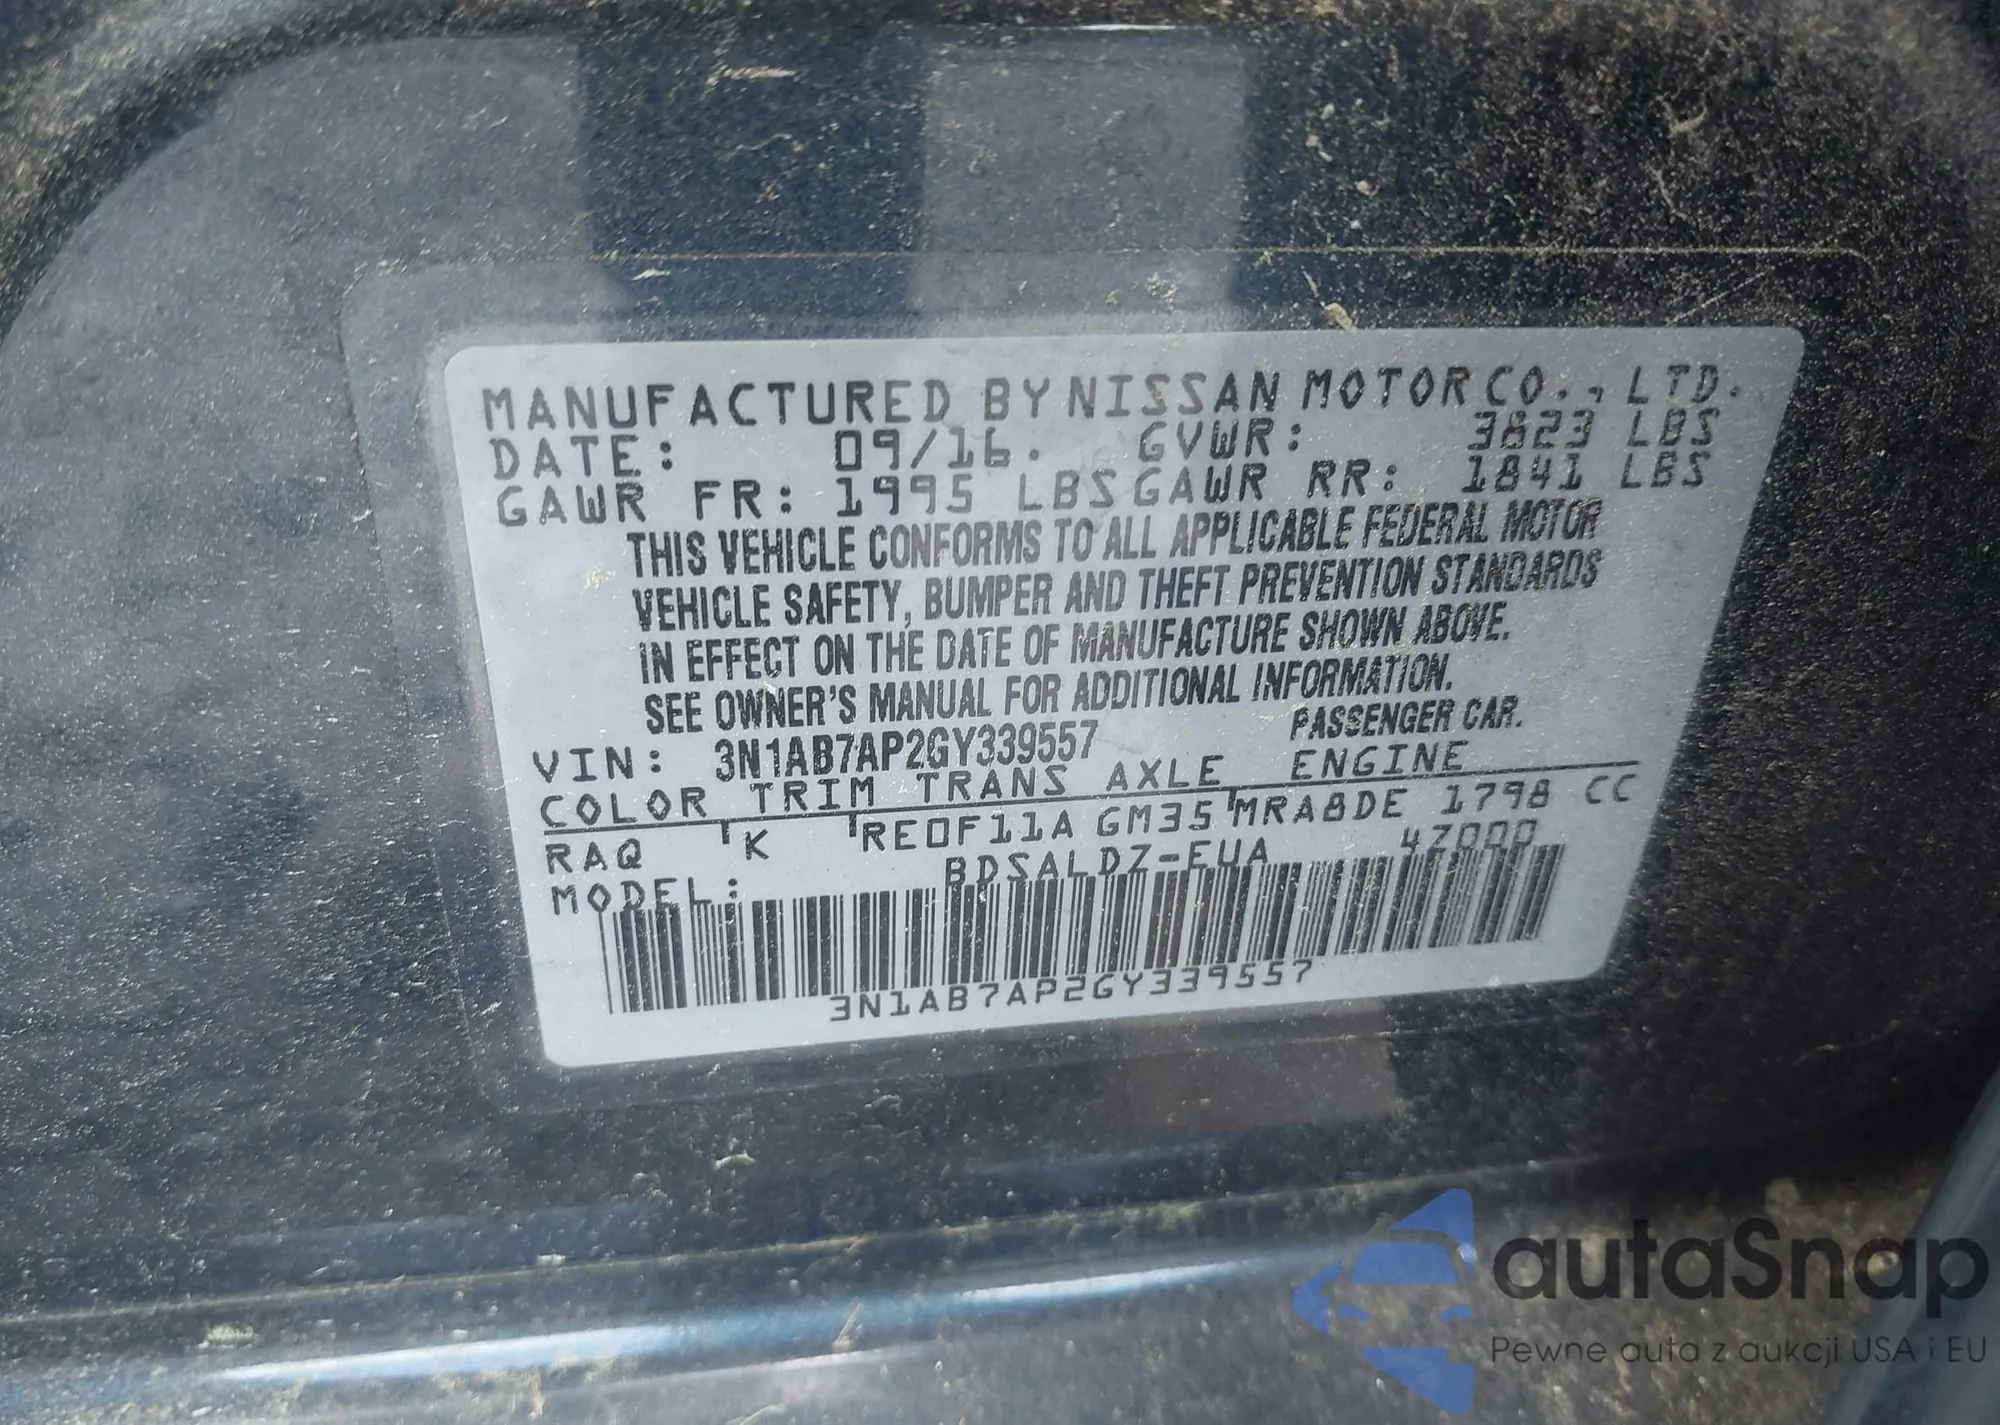 MANUFACTURED BY NISSAN MOTOR CO., LTD.
DATE: 09/16. GVWR: 3823 LBS
GAWR FR: 1995 LBS GAWR RR: 1841 LBS
THIS VEHICLE CONFORMS TO ALL APPLICABLE FEDERAL MOTOR
VEHICLE SAFETY, BUMPER AND THEFT PREVENTION STANDARDS
IN EFFECT ON THE DATE OF MANUFACTURE SHOWN ABOVE.
SEE OWNER'S MANUAL FOR ADDITIONAL INFORMATION.
VIN: 3N1AB7AP2GY339557 PASSENGER CAR.
COLOR TRIM TRANS AXLE ENGINE
RAQ K RE0F11A GM35 MRA8DE 1798 CC
MODEL: BDSALDZ-EUA 4Z000
3N1AB7AP2GY339557
autaSnap
Pewne auta z aukcji USA i EU